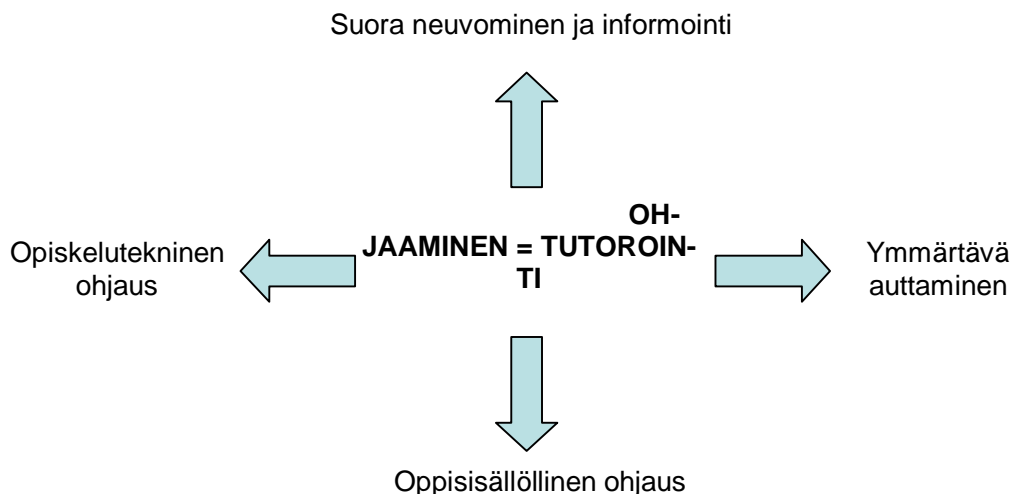 Suora neuvominen ja informointi
OH-
JAAMINEN = TUTOROIN-
TI
Opiskelutekninen
ohjaus
Ymmärtävä
auttaminen
Oppisisällöllinen ohjaus